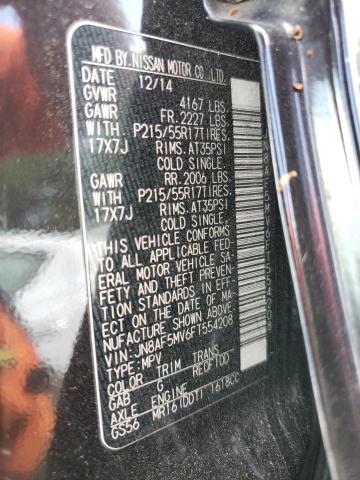 MFD BY. NISSAN MOTOR CO., LTD.
DATE 12/14
GVWR 4167 LBS.
GAWR FR. 2227 LBS.
WITH P215/55R17TIRES
17X7J RIMS. AT35PSI
COLD SINGLE.
GAWR RR. 2006 LBS.
WITH P215/55R17TIRES
17X7J RIMS. AT35PSI
COLD SINGLE.
THIS VEHICLE CONFORMS
TO ALL APPLICABLE FED-
ERAL MOTOR VEHICLE SA-
FETY AND THEFT PREVEN-
TION STANDARDS IN EFF-
ECT ON THE DATE OF MA-
NUFACTURE SHOWN ABOVE.
VIN: JN8AF5MV6FT554208
TYPE: MPV
COLOR TRIM TRANS
GAB G RE0F10D
AXLE ENGINE
GS56 MR16(DDT) 1618CC